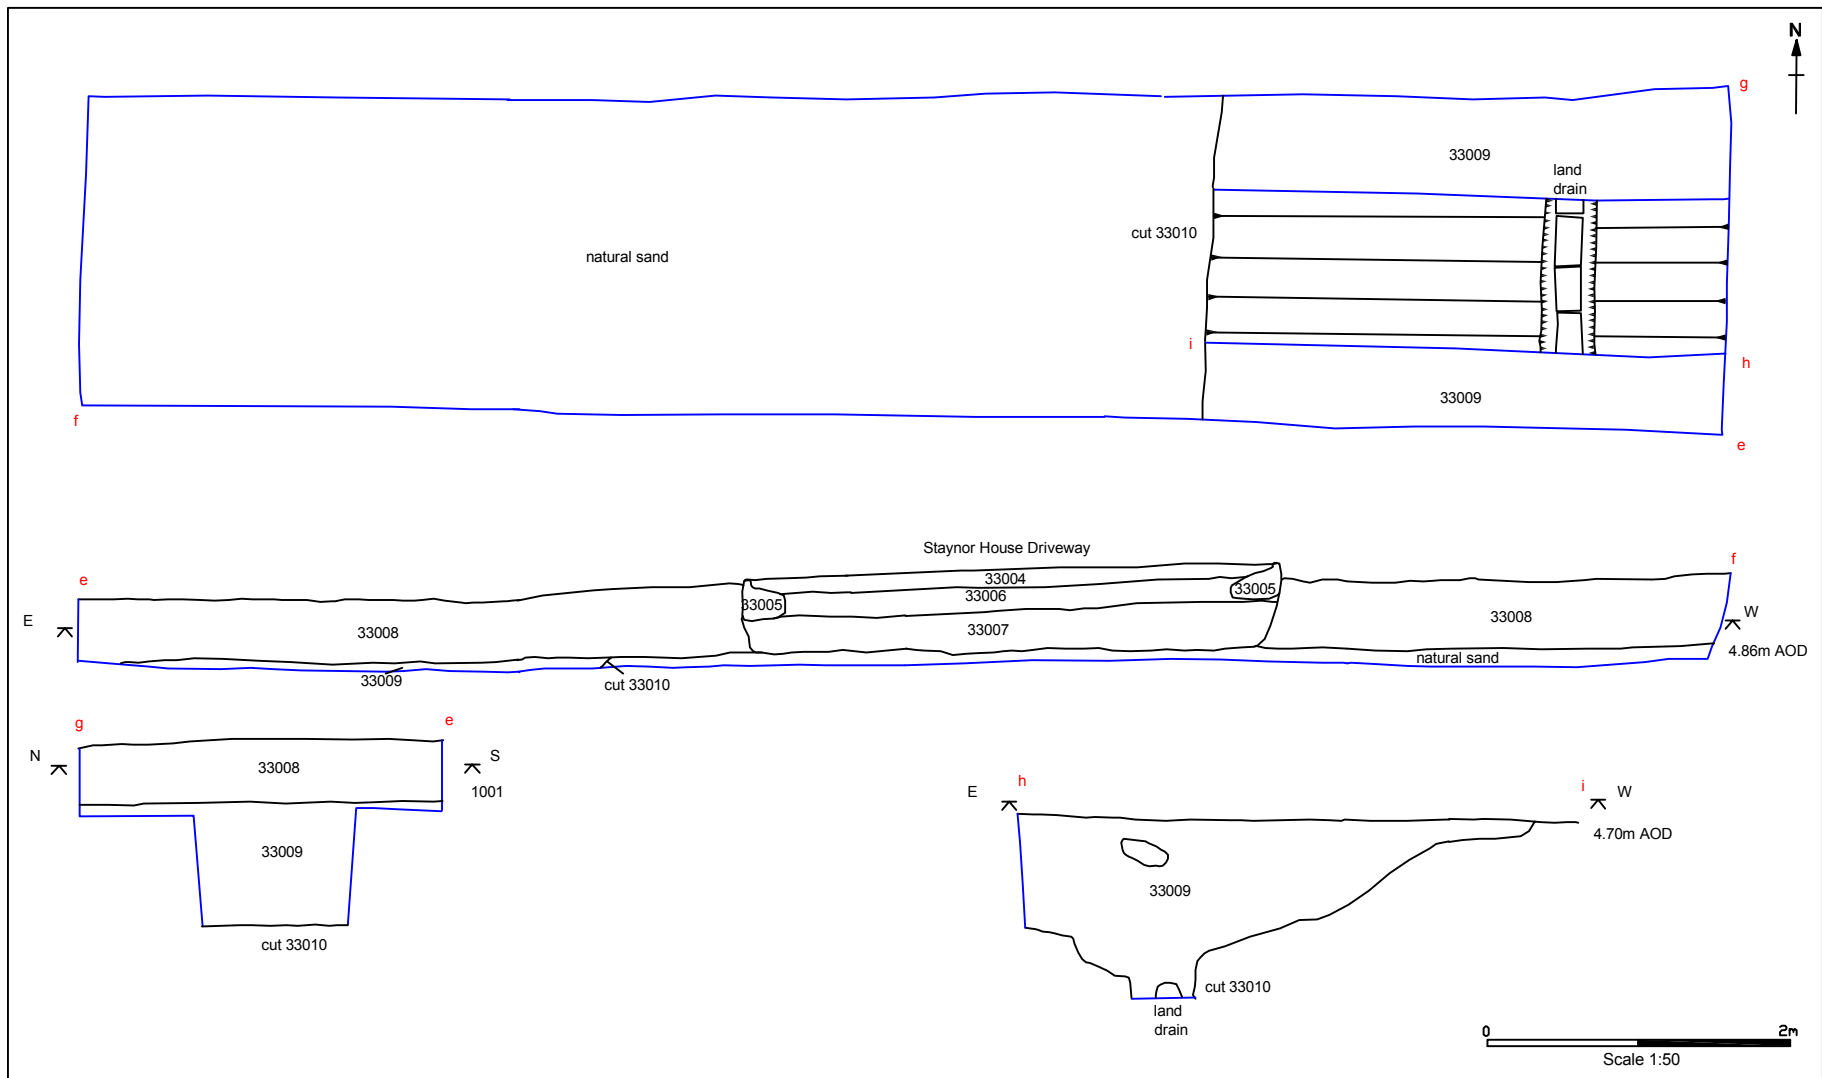 N
g
33009
land
drain
cut 33010
natural sand
i
h
33009
f
e
Staynor House Driveway
e
f
33004
33006
33005
33005
E
W
33008
33007
33008
natural sand
4.86m AOD
33009
cut 33010
g
e
N
S
33008
1001
33009
cut 33010
h
i
E
W
4.70m AOD
33009
cut 33010
land
drain
0
2m
Scale 1:50